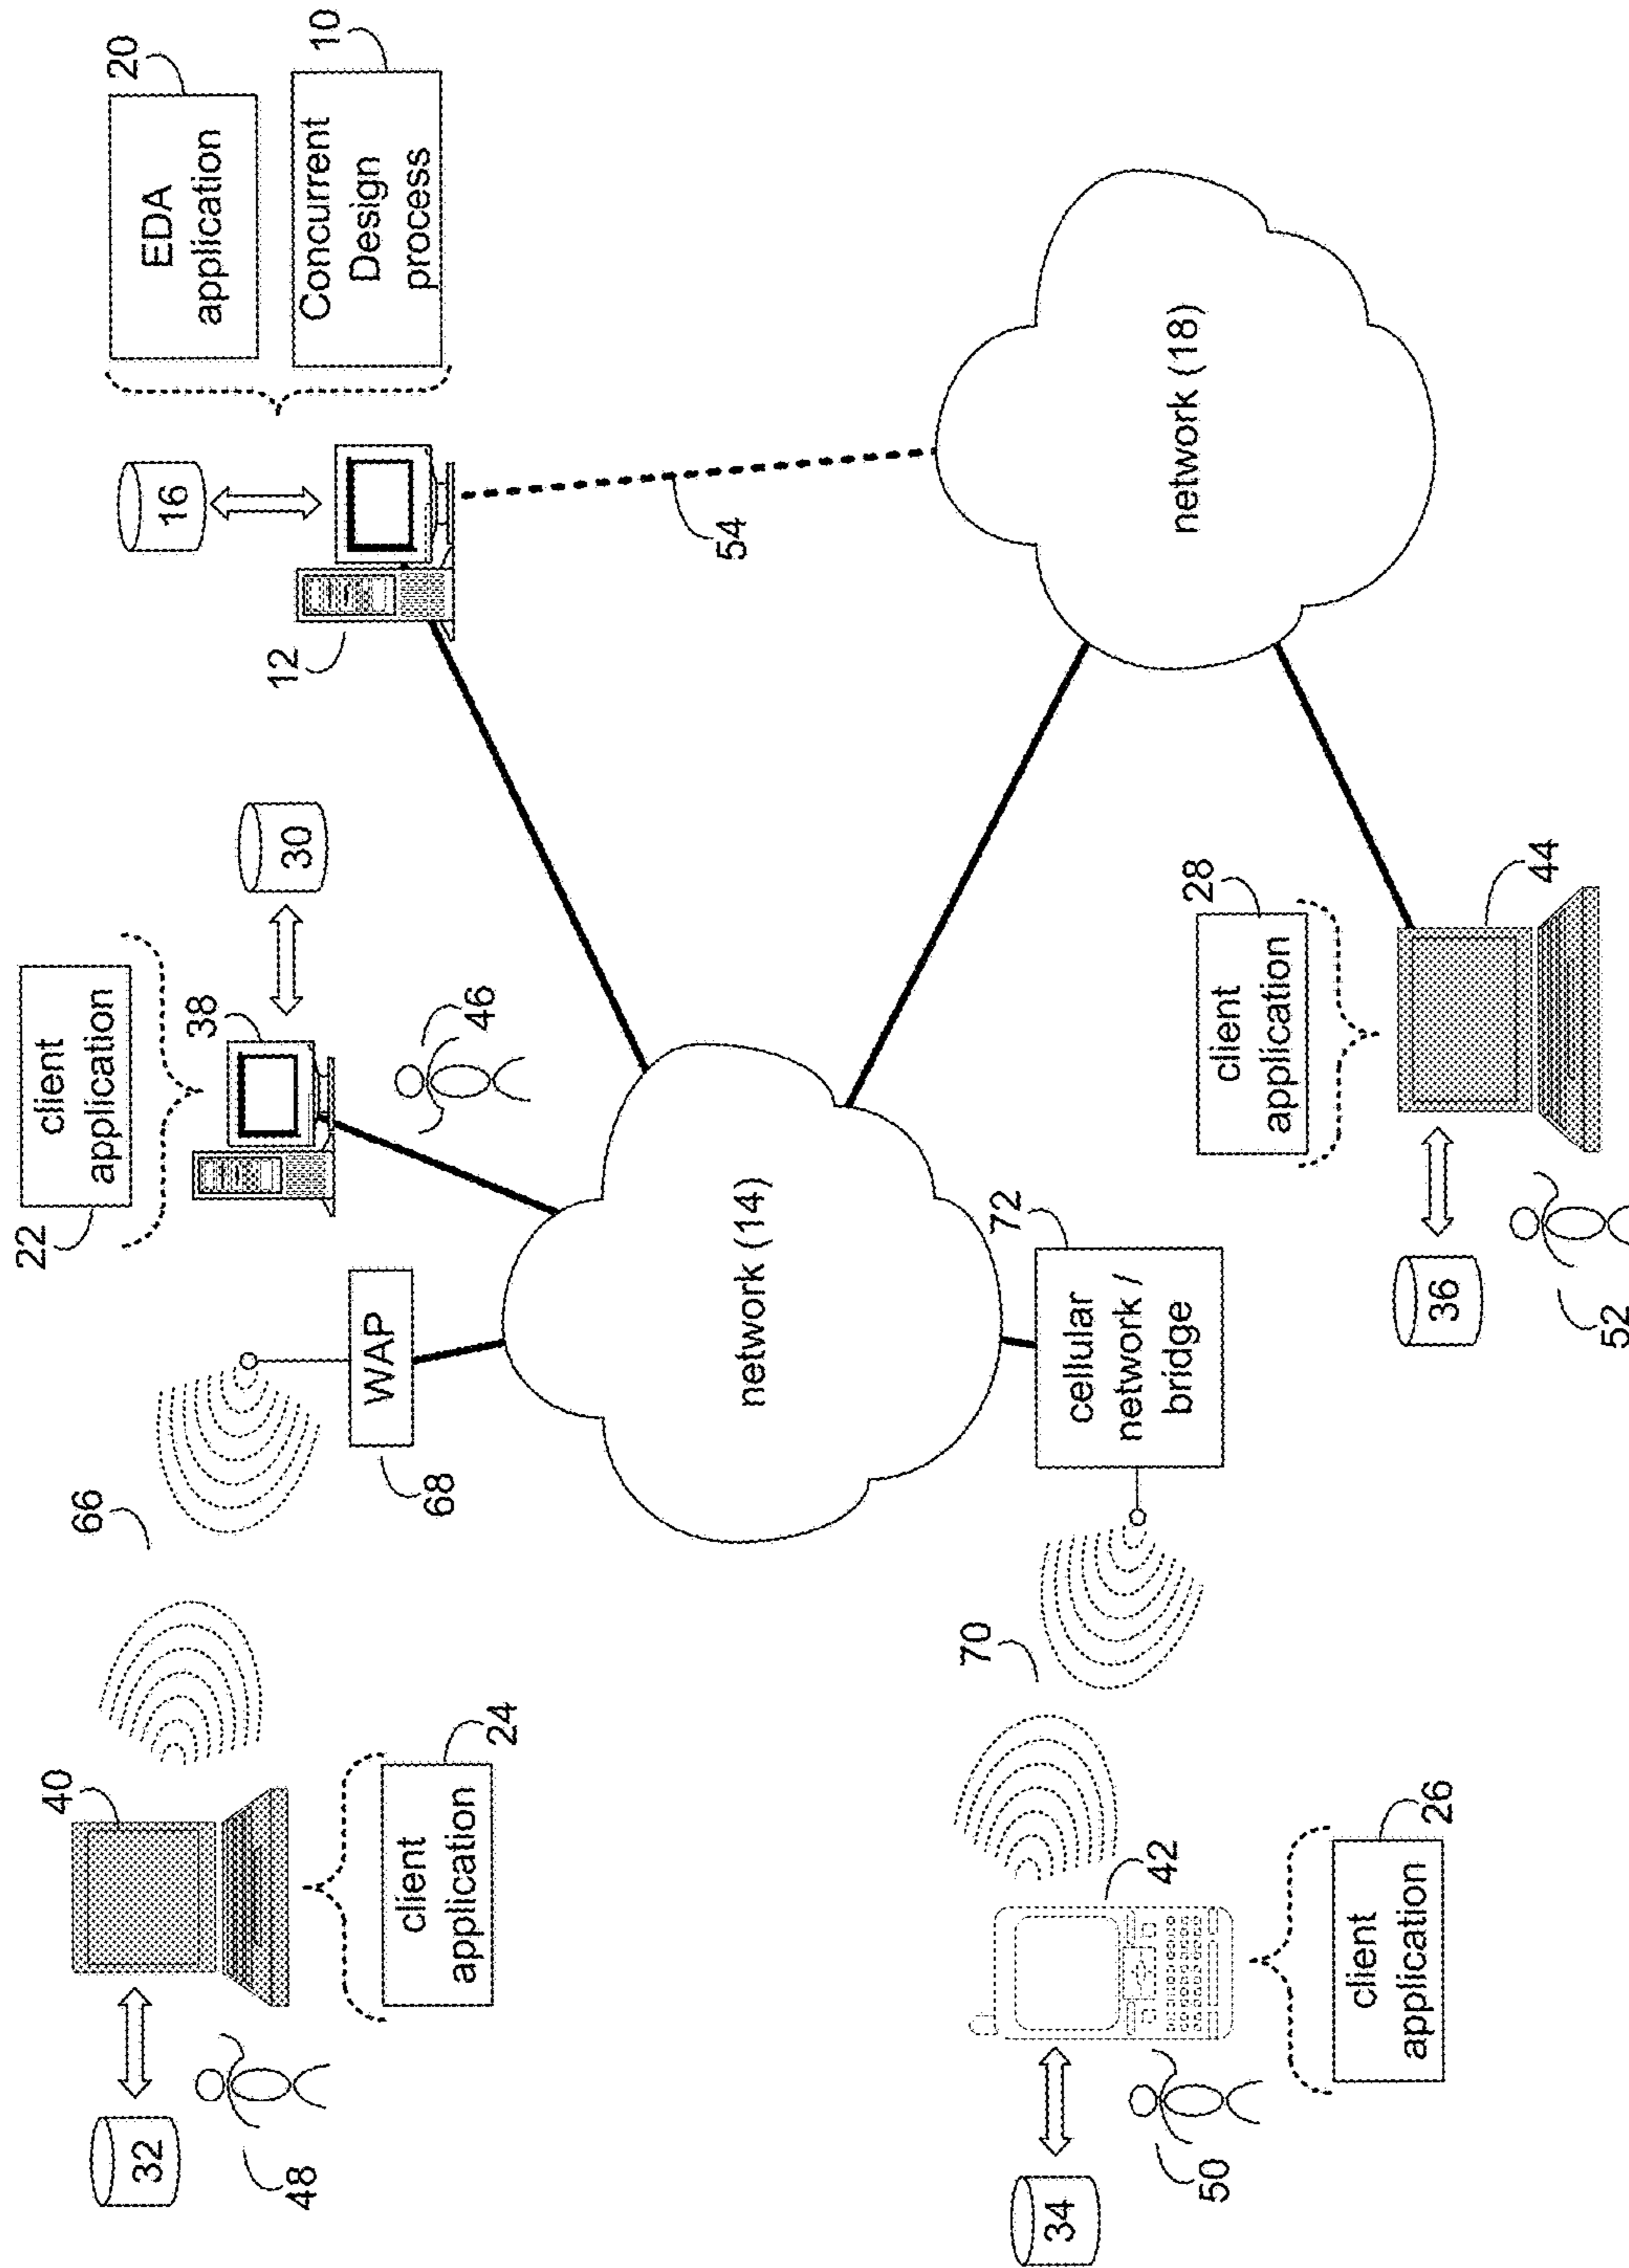 32
40
48
client
application
24
66
WAP
68
client
application
22
38
30
46
16
12
EDA
application
20
Concurrent
Design
process
10
54
network (14)
network (18)
34
42
50
client
application
26
70
cellular
network /
bridge
72
client
application
28
44
36
52